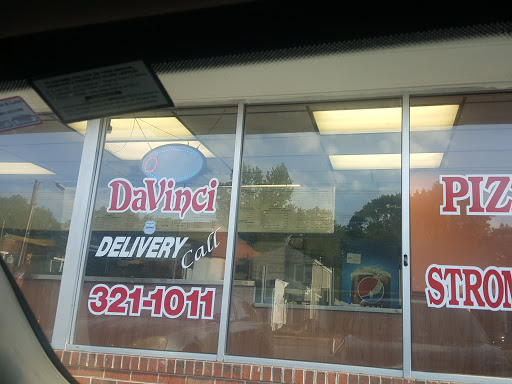 DaVinci
DELIVERY Call
321-1011
PIZ
STROM